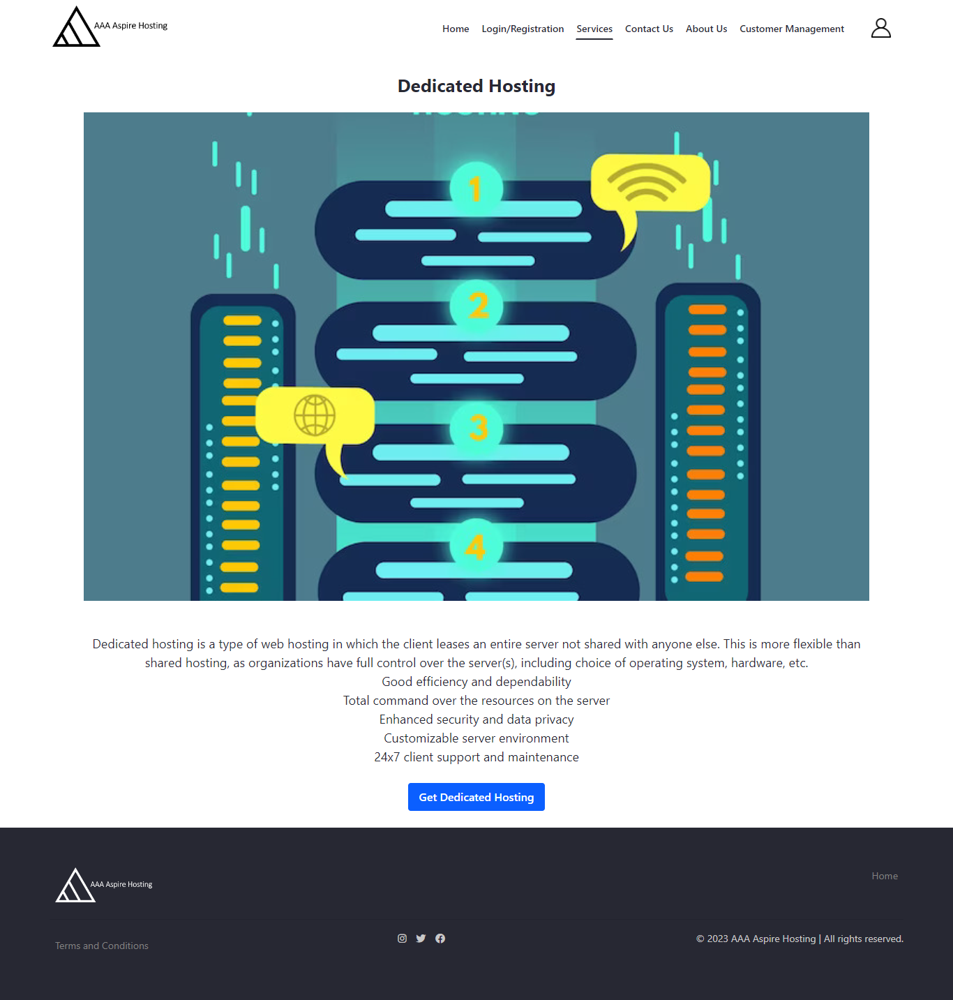 AAA Aspire Hosting
Home Login/Registration Services Contact Us About Us Customer Management
Dedicated Hosting
1
2
3
4
Dedicated hosting is a type of web hosting in which the client leases an entire server not shared with anyone else. This is more flexible than
shared hosting, as organizations have full control over the server(s), including choice of operating system, hardware, etc.
Good efficiency and dependability
Total command over the resources on the server
Enhanced security and data privacy
Customizable server environment
24x7 client support and maintenance
Get Dedicated Hosting
AAA Aspire Hosting
Home
Terms and Conditions
© 2023 AAA Aspire Hosting | All rights reserved.